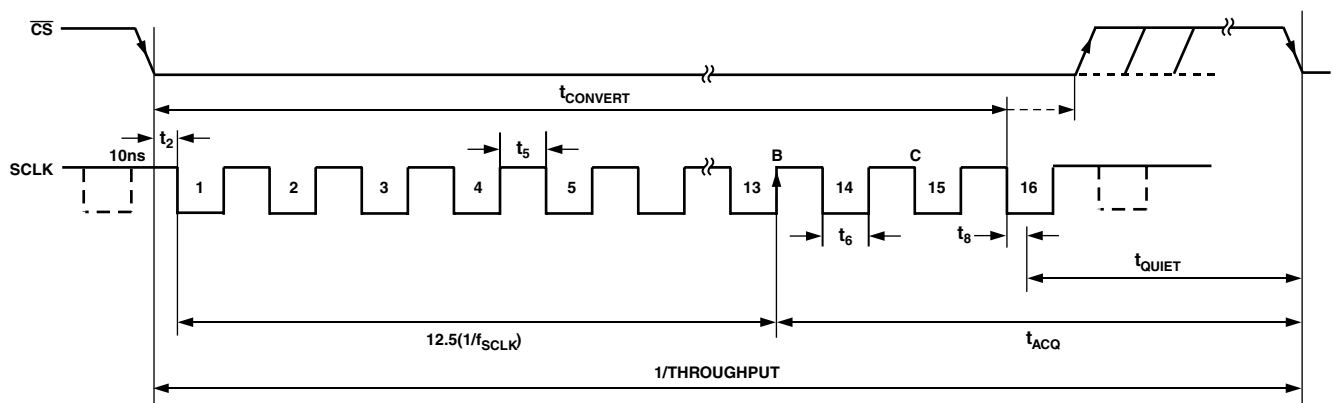 CS
tCONVERT
t2
10ns
t5
B
C
SCLK
1
2
3
4
5
13
14
15
16
t6
t8
tQUIET
12.5(1/fSCLK)
tACQ
1/THROUGHPUT